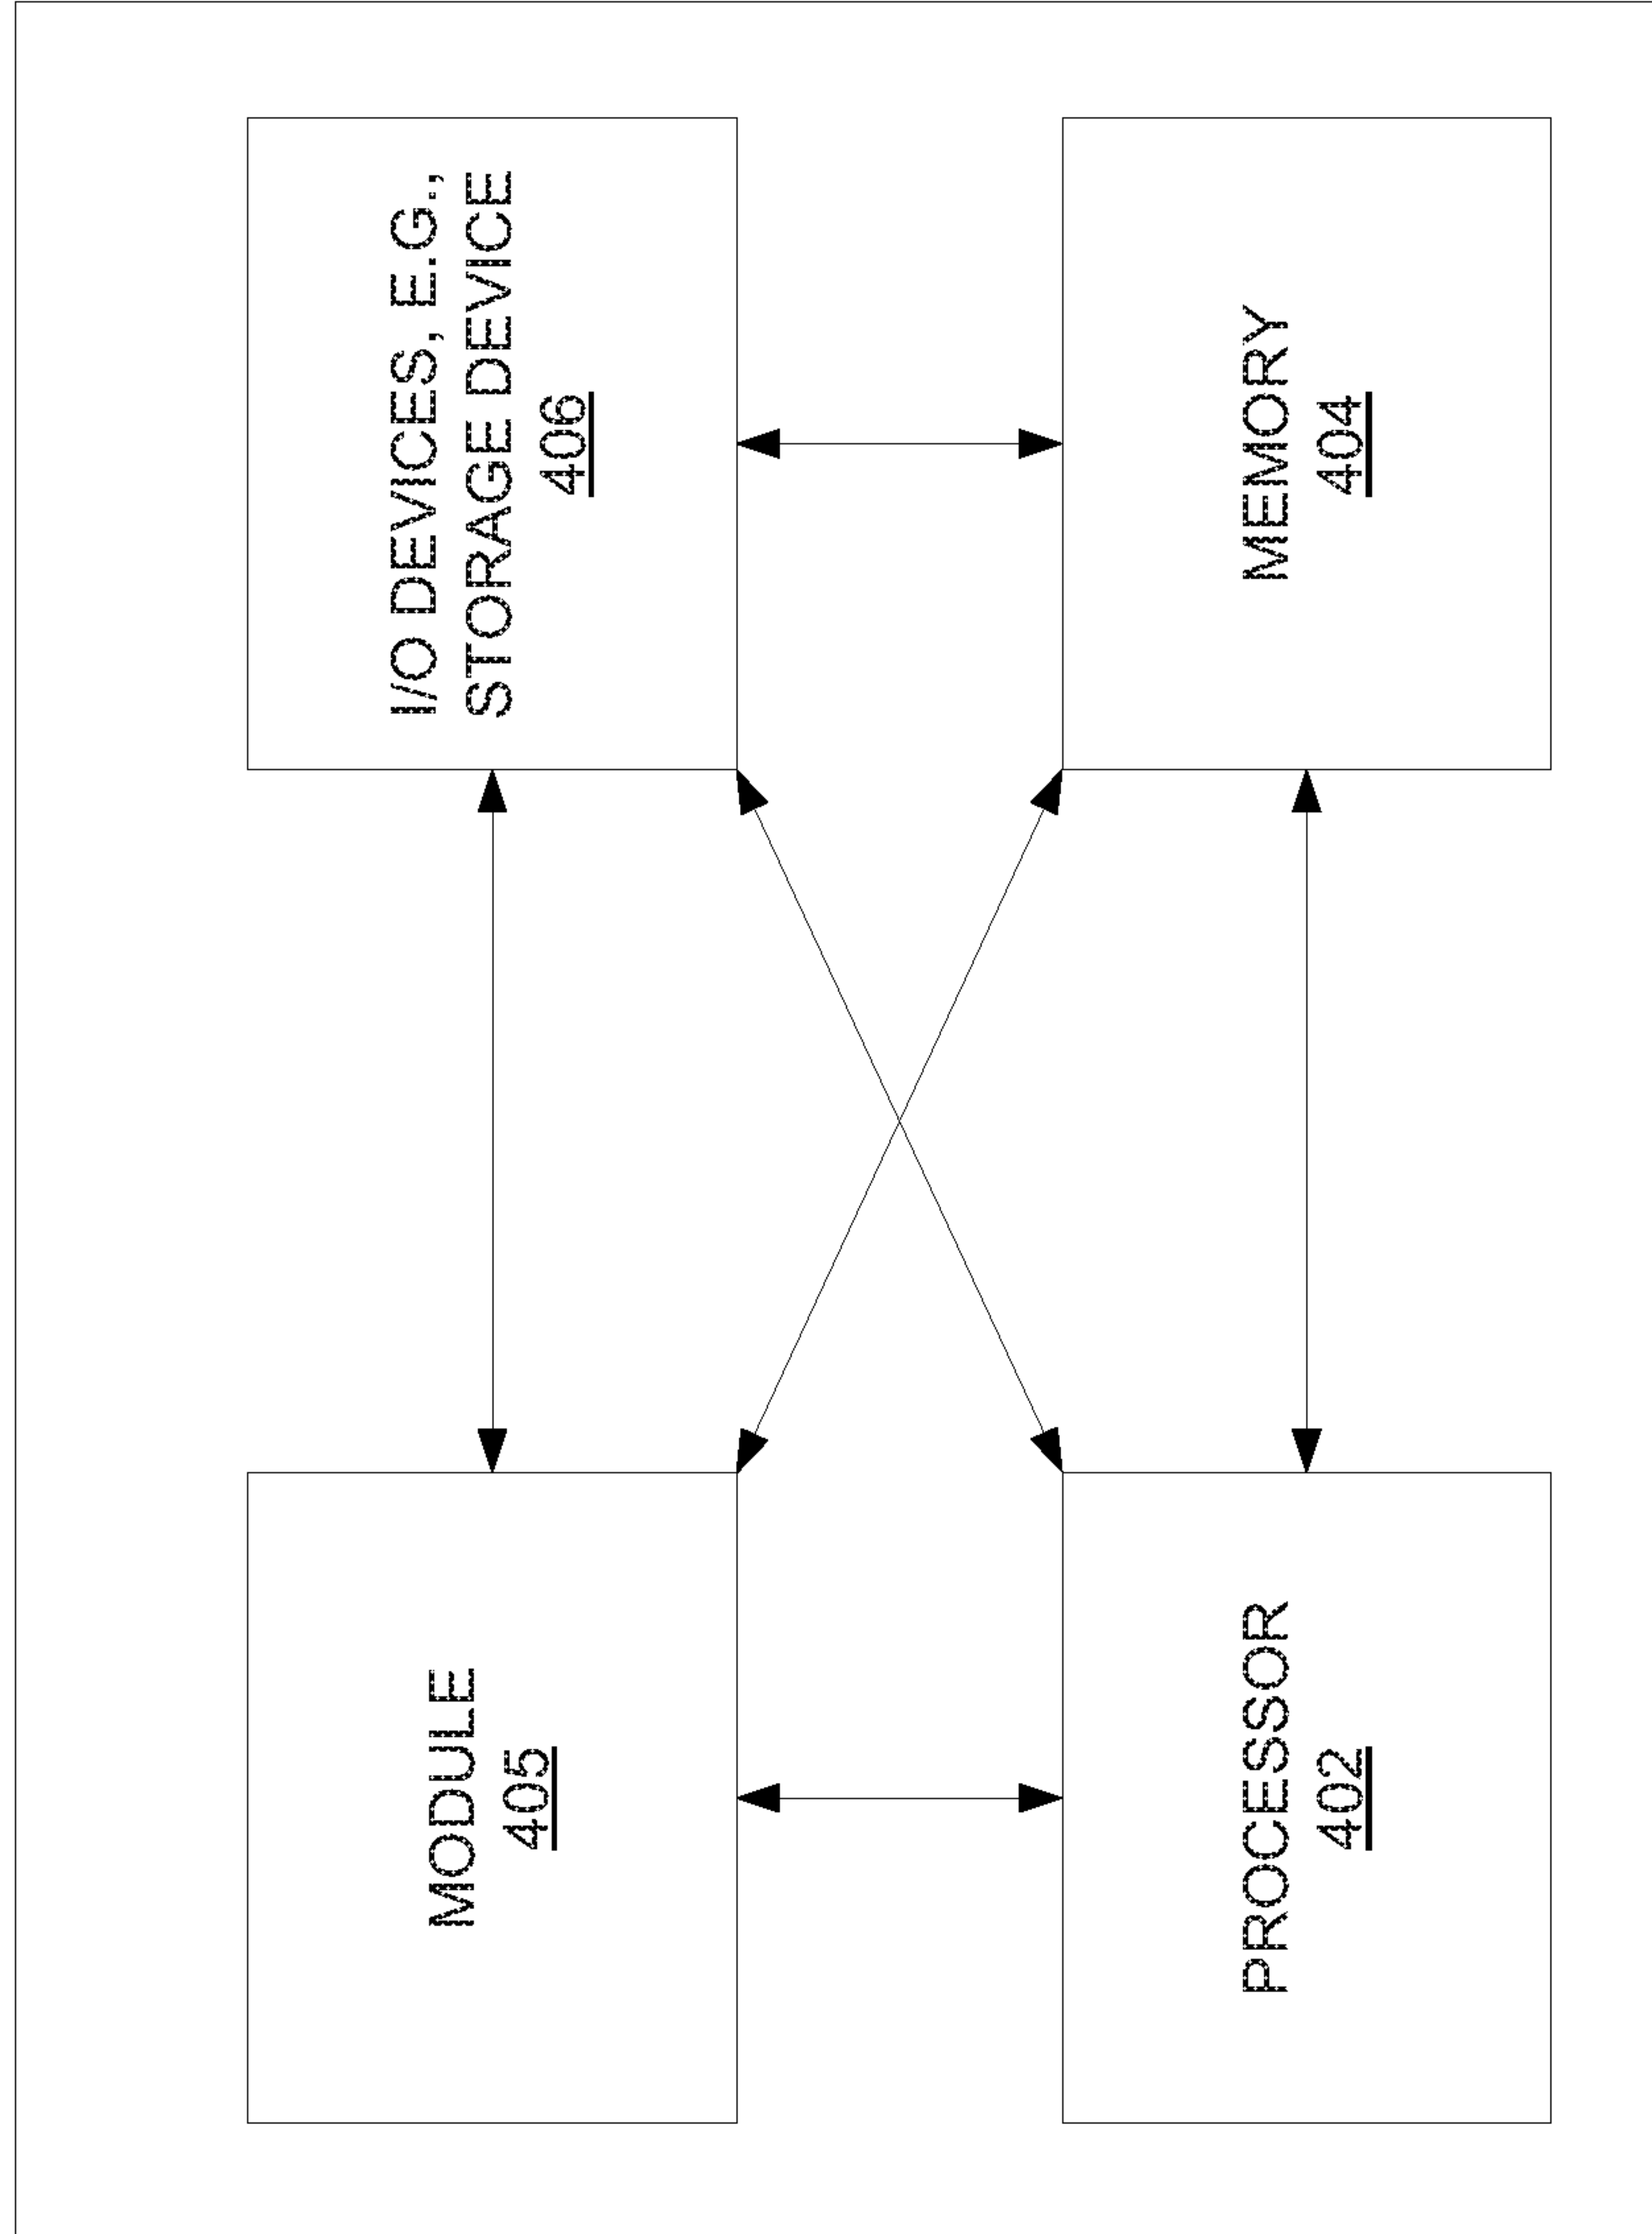 MODULE
405
I/O DEVICES, E.G.,
STORAGE DEVICE
406
PROCESSOR
402
MEMORY
404